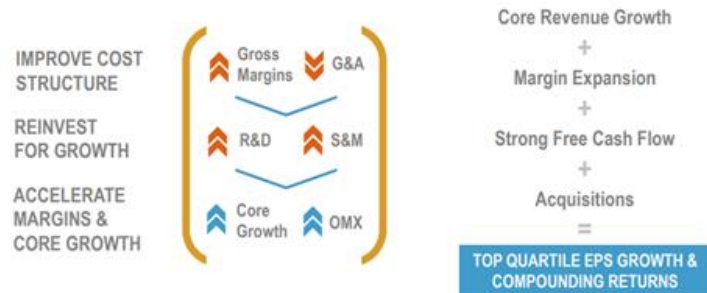 IMPROVE COST
STRUCTURE
Gross
Margins
G&A
REINVEST
FOR GROWTH
R&D
S&M
ACCELERATE
MARGINS &
CORE GROWTH
Core
Growth
OMX
Core Revenue Growth
+
Margin Expansion
+
Strong Free Cash Flow
+
Acquisitions
=
TOP QUARTILE EPS GROWTH &
COMPOUNDING RETURNS